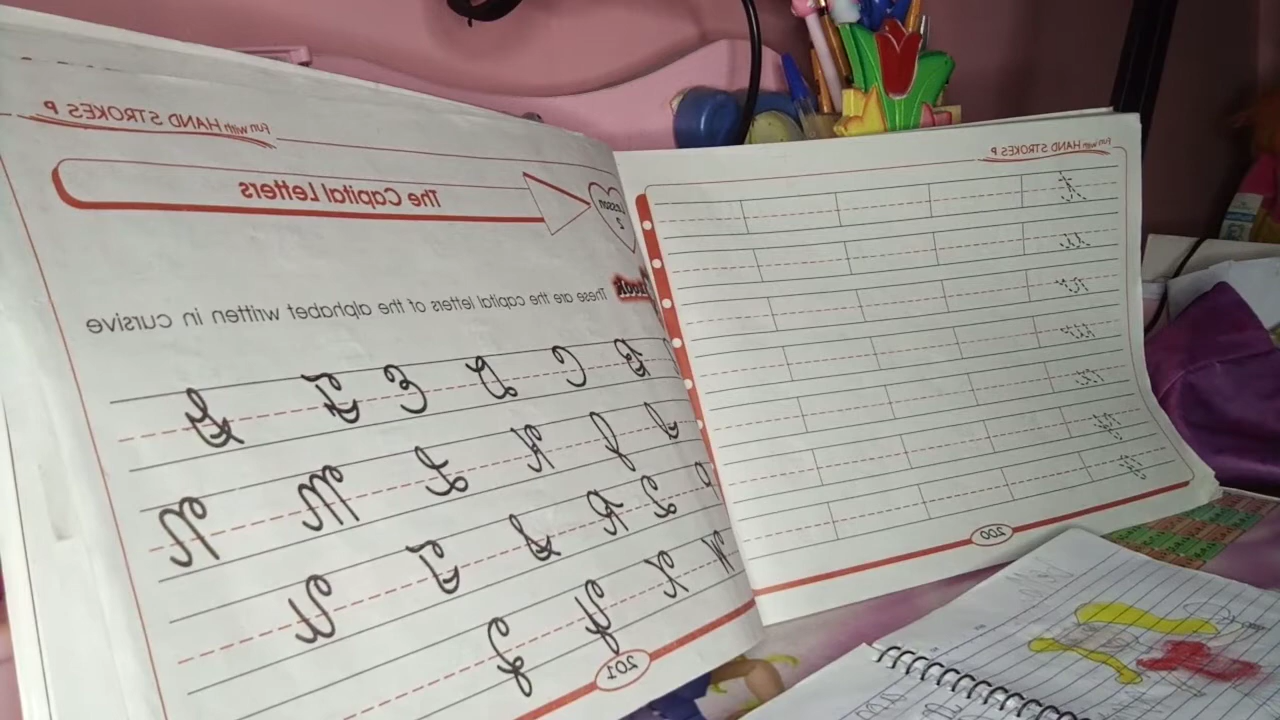 Fun with HAND STROKES P
200
Fun with HAND STROKES P
Lesson 2
The Capital Letters
Look
These are the capital letters of the alphabet written in cursive
B C D E F G
I J K L M N
P Q R S T U
W X Y Z
201